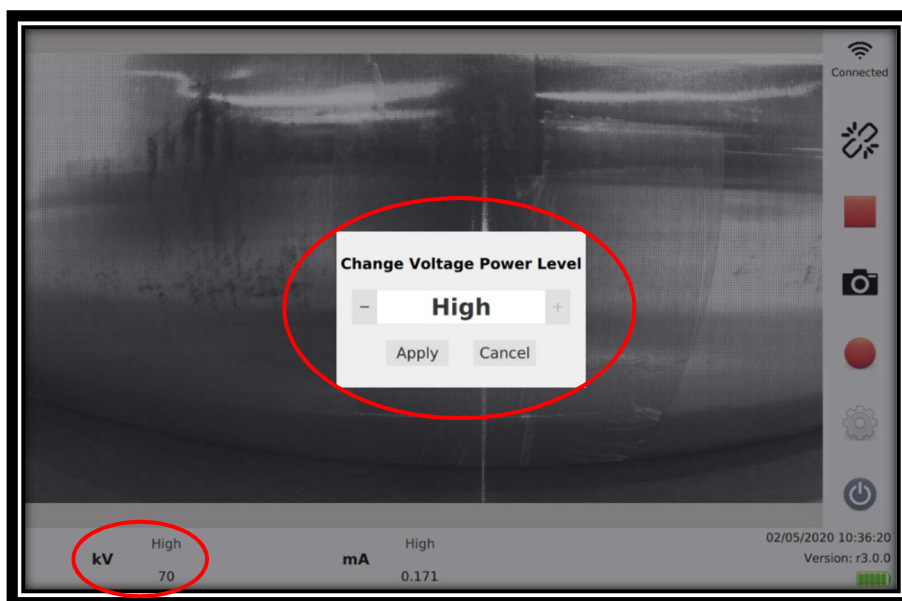 Connected
Change Voltage Power Level
− High +
Apply Cancel
kV High 70
mA High 0.171
02/05/2020 10:36:20
Version: r3.0.0